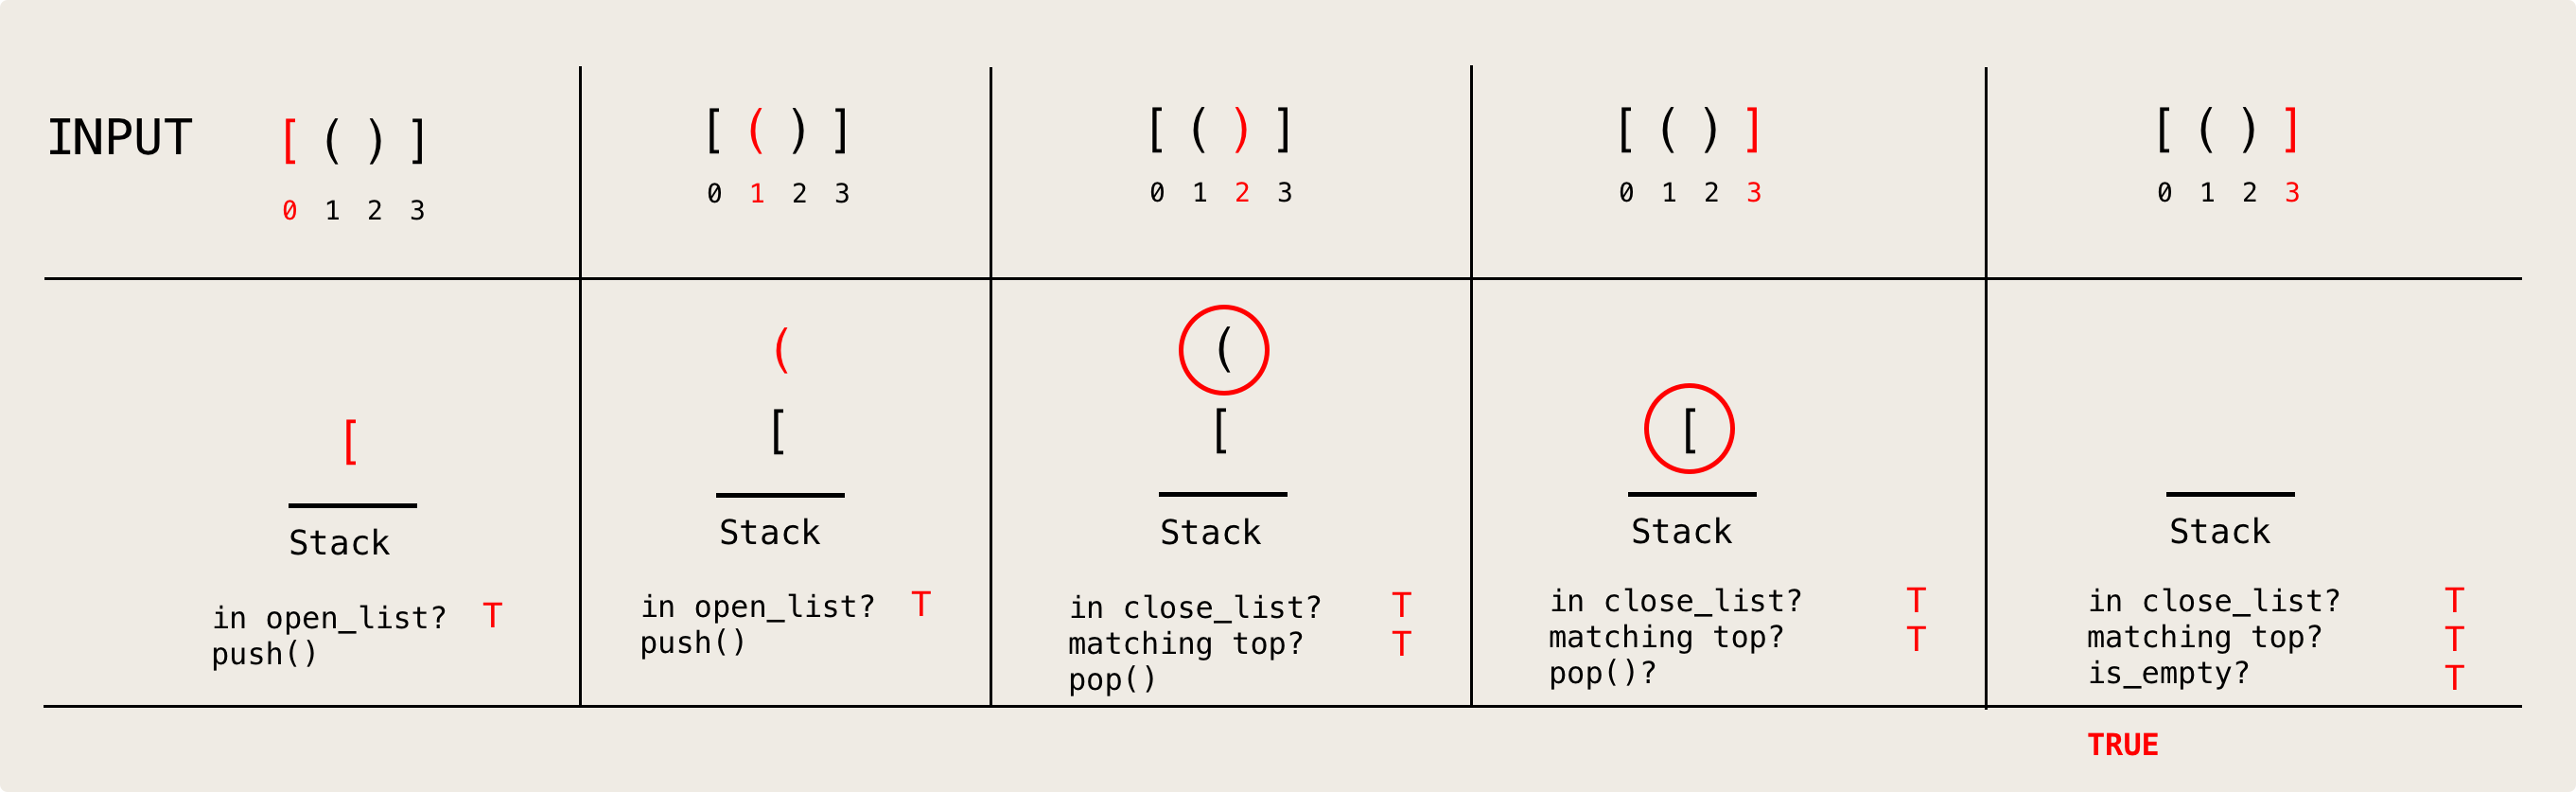 INPUT [ ( ) ]
0 1 2 3
[
Stack
in open_list? T
push()
[ ( ) ]
0 1 2 3
(
[
Stack
in open_list? T
push()
[ ( ) ]
0 1 2 3
(
[
Stack
in close_list? T
matching top? T
pop()
[ ( ) ]
0 1 2 3
[
Stack
in close_list? T
matching top? T
pop()?
[ ( ) ]
0 1 2 3
Stack
in close_list? T
matching top? T
is_empty? T
TRUE